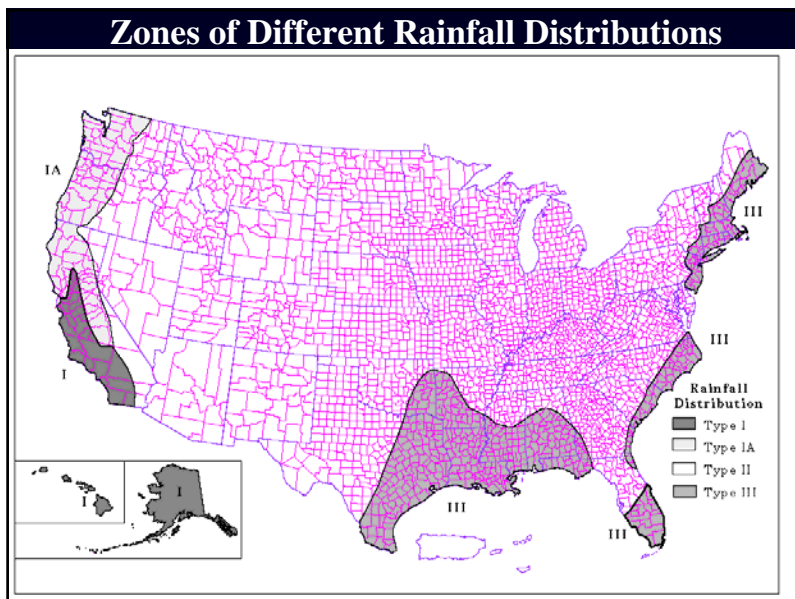 Zones of Different Rainfall Distributions
IA
III
III
I
Rainfall
Distribution
Type I
Type IA
Type II
Type III
I
I
III
III